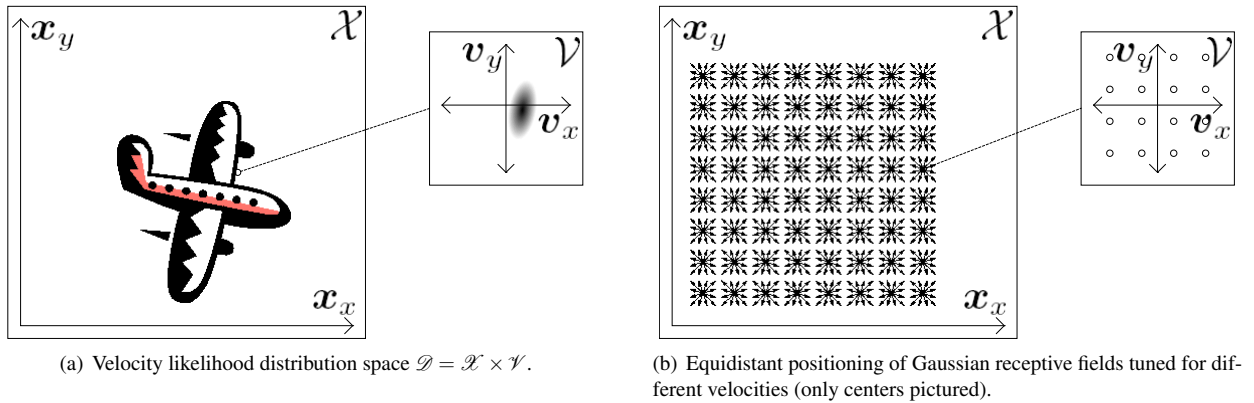 𝒳
𝒙_y
𝒙_x
𝒱
𝒗_y
𝒗_x
(a) Velocity likelihood distribution space 𝒟 = 𝒳 × 𝒱.
𝒳
𝒙_y
𝒙_x
𝒱
𝒗_y
𝒗_x
(b) Equidistant positioning of Gaussian receptive fields tuned for dif-
ferent velocities (only centers pictured).